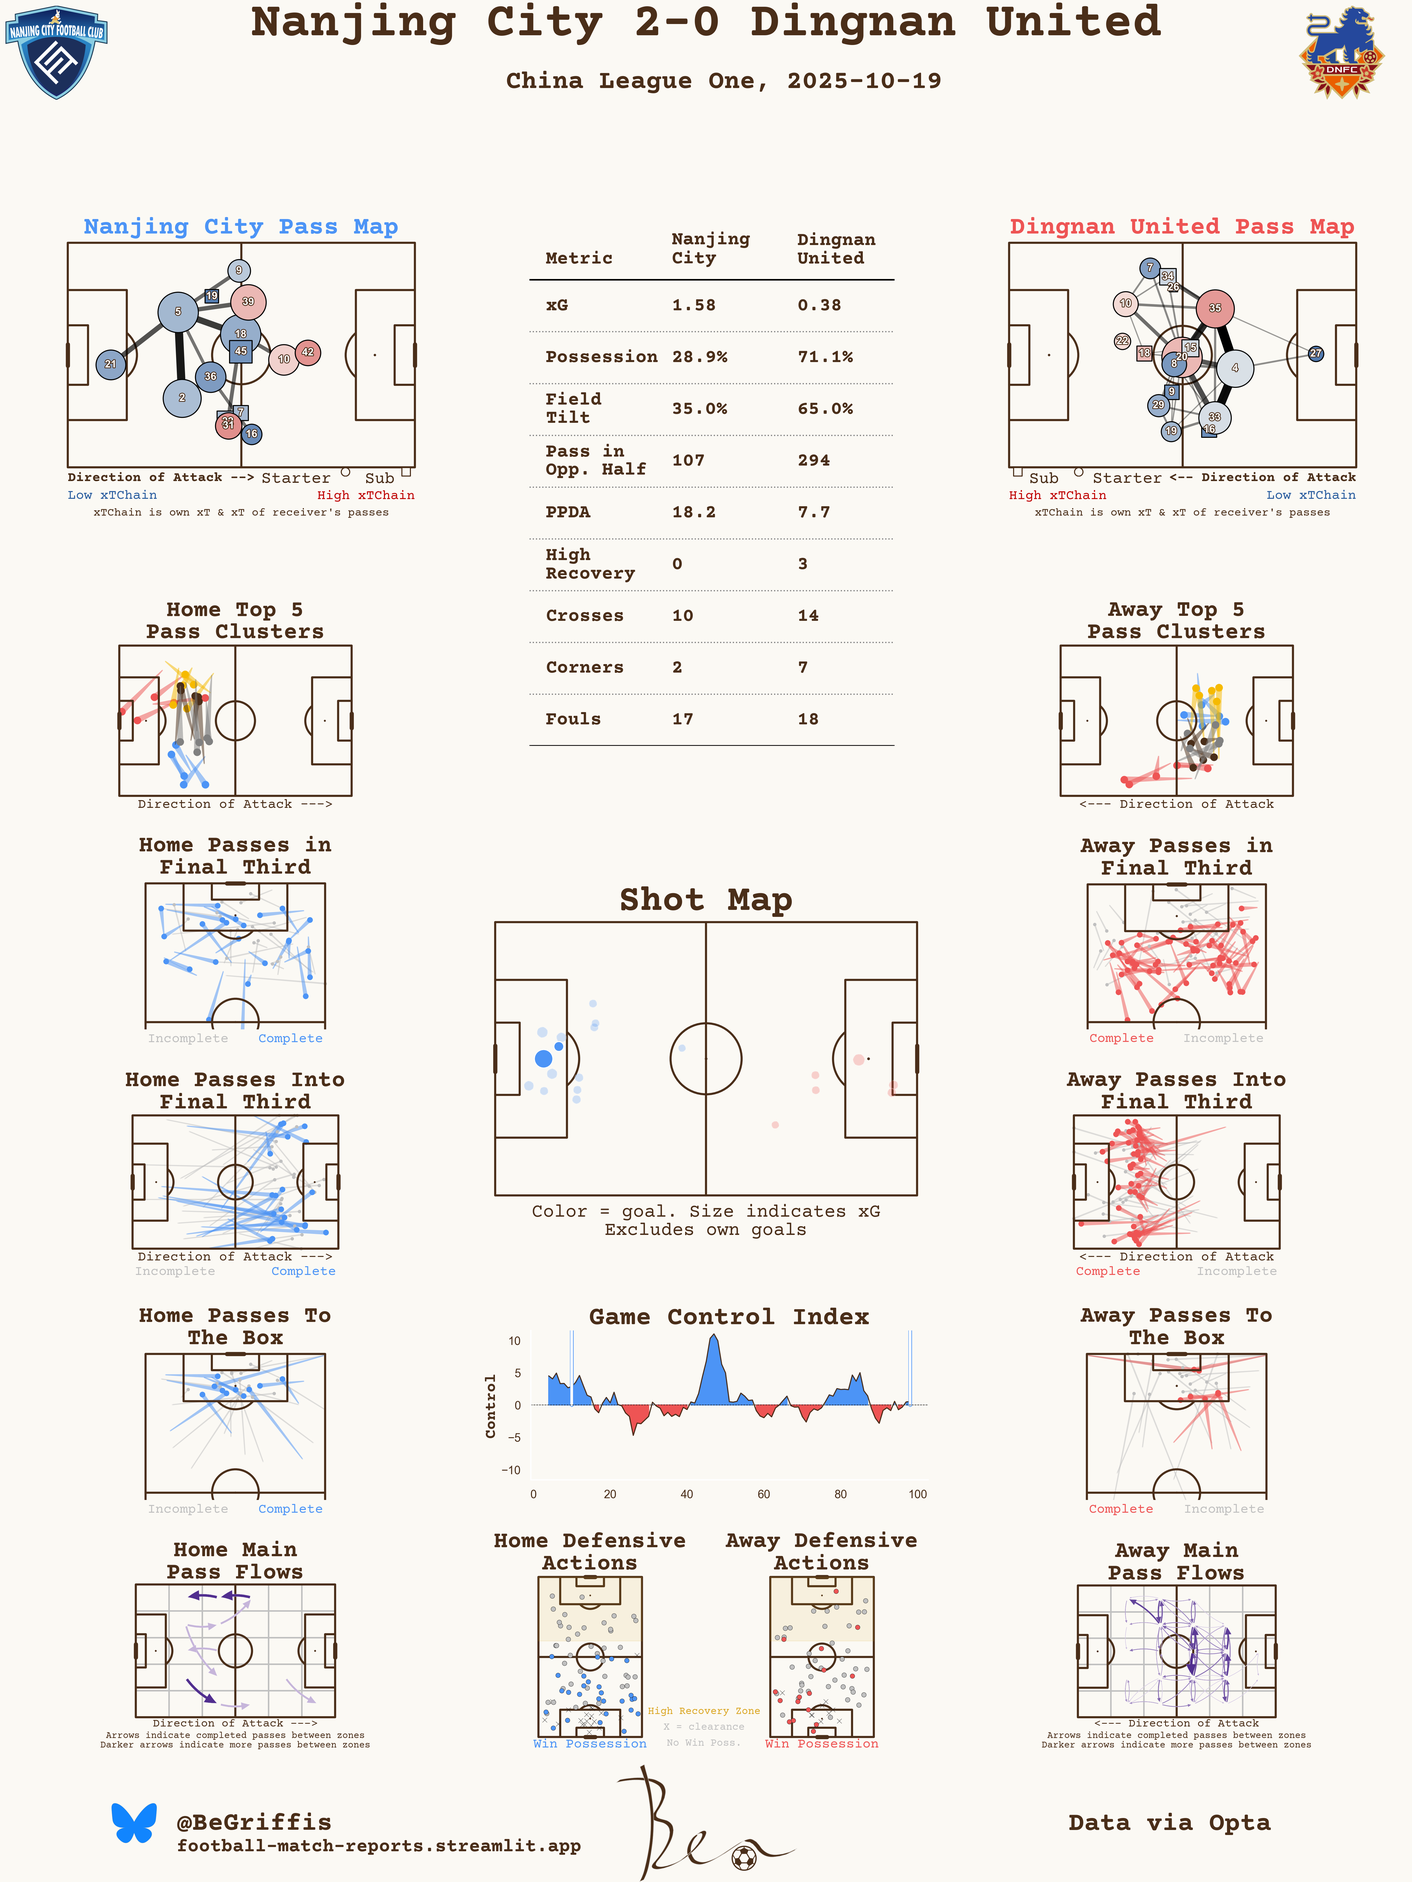 Nanjing City 2-0 Dingnan United
China League One, 2025-10-19
NANJING CITY FOOTBALL CLUB
DNFC
Nanjing City Pass Map
9
19
39
5
18
45
10
42
21
36
2
7
31
16
Direction of Attack --> Starter Sub
Low xTChain High xTChain
xTChain is own xT & xT of receiver's passes
Metric Nanjing City Dingnan United
xG 1.58 0.38
Possession 28.9% 71.1%
Field Tilt 35.0% 65.0%
Pass in Opp. Half 107 294
PPDA 18.2 7.7
High Recovery 0 3
Crosses 10 14
Corners 2 7
Fouls 17 18
Dingnan United Pass Map
7
34
26
10
35
22
18
15
20
8
4
27
9
29
33
19
16
Sub Starter <-- Direction of Attack
High xTChain Low xTChain
xTChain is own xT & xT of receiver's passes
Home Top 5
Pass Clusters
Direction of Attack --->
Away Top 5
Pass Clusters
<--- Direction of Attack
Home Passes in
Final Third
Incomplete Complete
Shot Map
Color = goal. Size indicates xG
Excludes own goals
Away Passes in
Final Third
Complete Incomplete
Home Passes Into
Final Third
Direction of Attack --->
Incomplete Complete
Away Passes Into
Final Third
<--- Direction of Attack
Complete Incomplete
Home Passes To
The Box
Incomplete Complete
Game Control Index
Control
10
5
0
−5
−10
0 20 40 60 80 100
Away Passes To
The Box
Complete Incomplete
Home Main
Pass Flows
Direction of Attack --->
Arrows indicate completed passes between zones
Darker arrows indicate more passes between zones
Home Defensive
Actions
Win Possession
High Recovery Zone
X = clearance
No Win Poss.
Away Defensive
Actions
Win Possession
Away Main
Pass Flows
<--- Direction of Attack
Arrows indicate completed passes between zones
Darker arrows indicate more passes between zones
@BeGriffis
football-match-reports.streamlit.app
Ben
Data via Opta